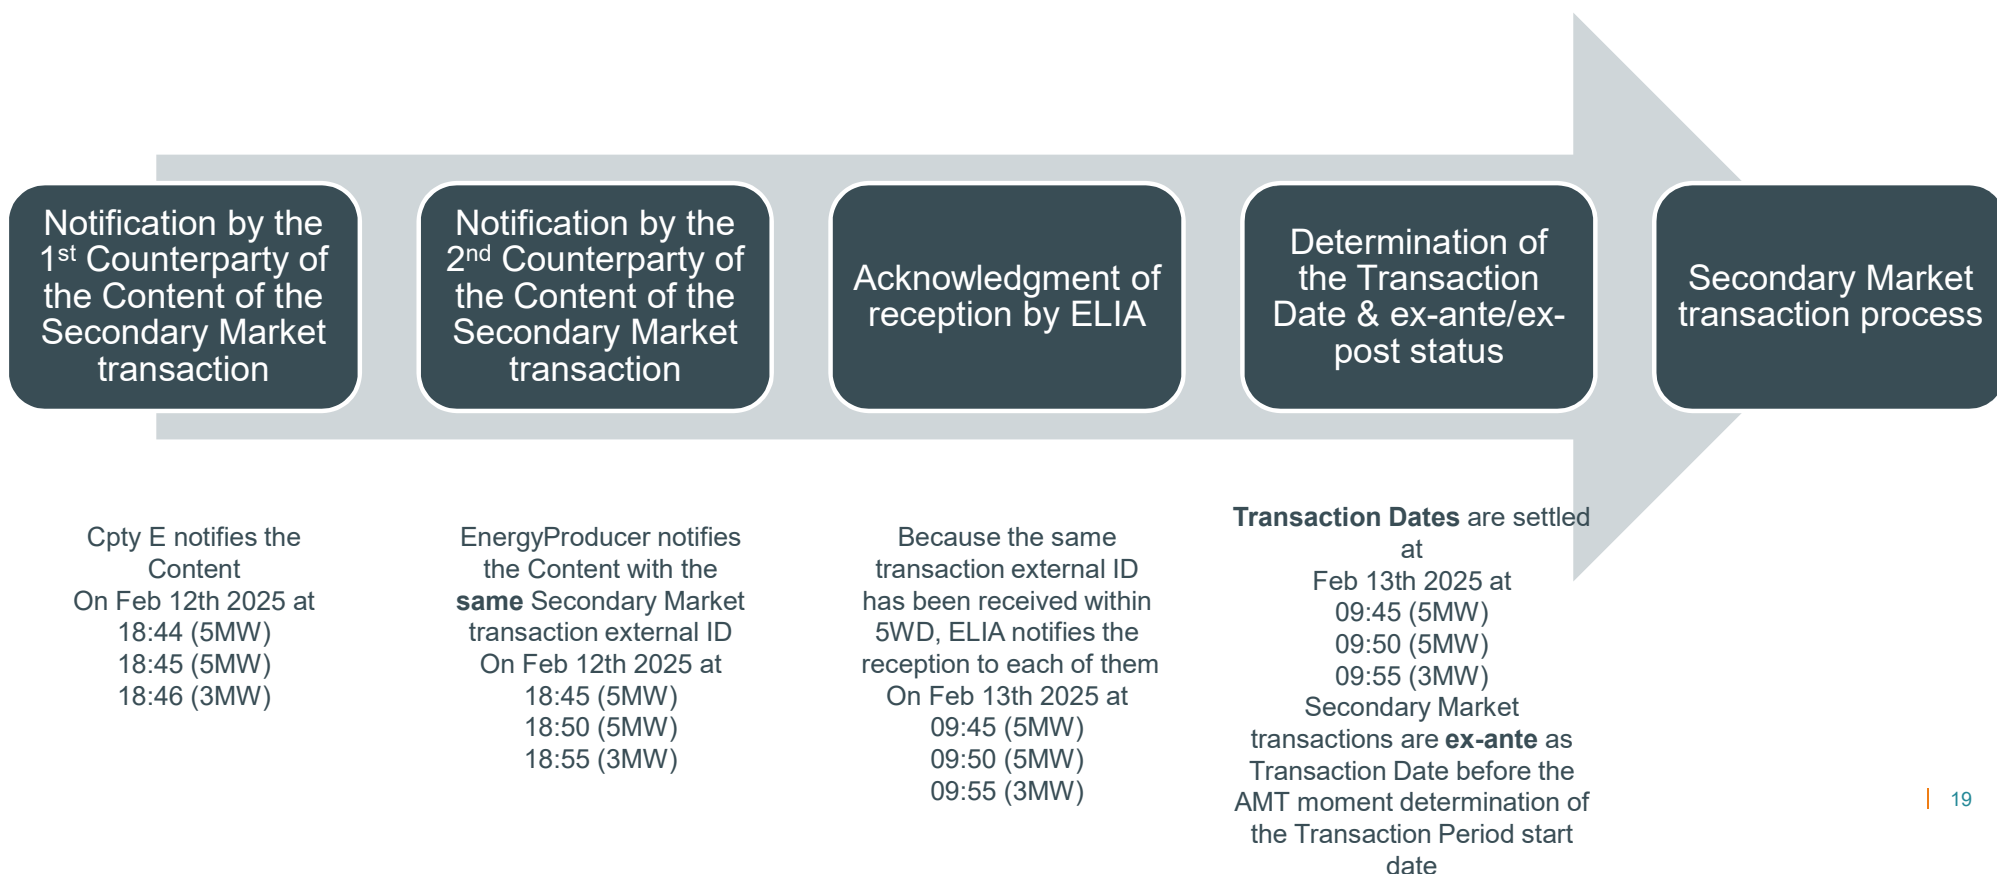 Notification by the
1st Counterparty of
the Content of the
Secondary Market
transaction
Notification by the
2nd Counterparty of
the Content of the
Secondary Market
transaction
Acknowledgment of
reception by ELIA
Determination of
the Transaction
Date & ex-ante/ex-
post status
Secondary Market
transaction process
Cpty E notifies the
Content
On Feb 12th 2025 at
18:44 (5MW)
18:45 (5MW)
18:46 (3MW)
EnergyProducer notifies
the Content with the
same Secondary Market
transaction external ID
On Feb 12th 2025 at
18:45 (5MW)
18:50 (5MW)
18:55 (3MW)
Because the same
transaction external ID
has been received within
5WD, ELIA notifies the
reception to each of them
On Feb 13th 2025 at
09:45 (5MW)
09:50 (5MW)
09:55 (3MW)
Transaction Dates are settled
at
Feb 13th 2025 at
09:45 (5MW)
09:50 (5MW)
09:55 (3MW)
Secondary Market
transactions are ex-ante as
Transaction Date before the
AMT moment determination of
the Transaction Period start
date
19